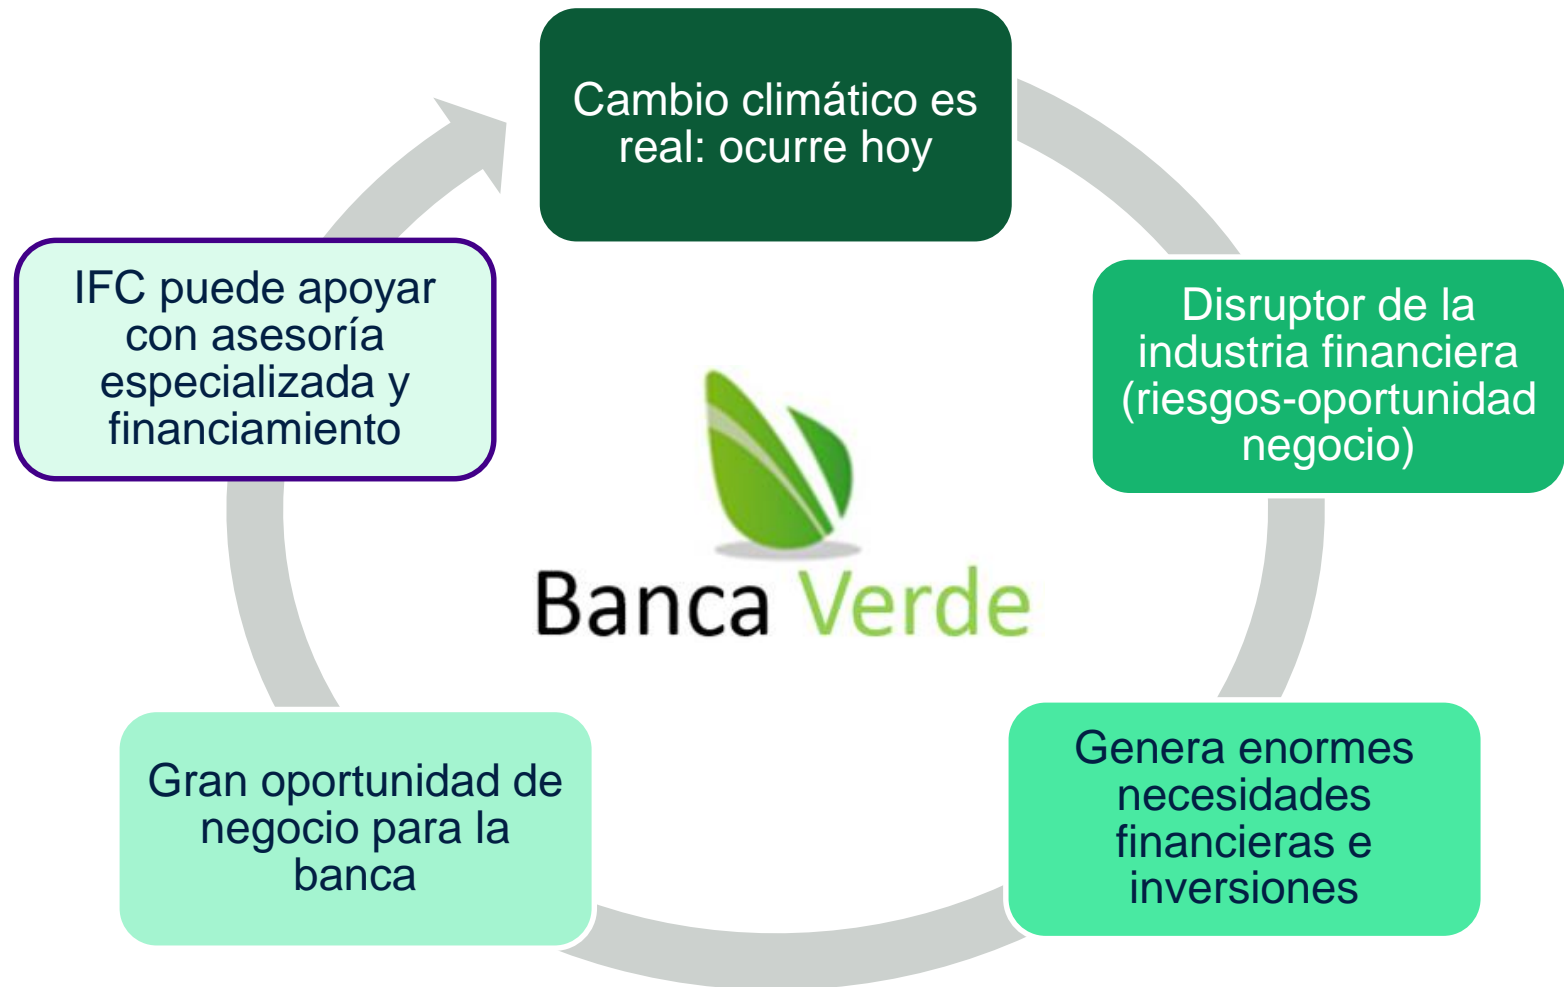 Cambio climático es
real: ocurre hoy
Disruptor de la
industria financiera
(riesgos-oportunidad
negocio)
Genera enormes
necesidades
financieras e
inversiones
Gran oportunidad de
negocio para la
banca
IFC puede apoyar
con asesoría
especializada y
financiamiento
Banca Verde